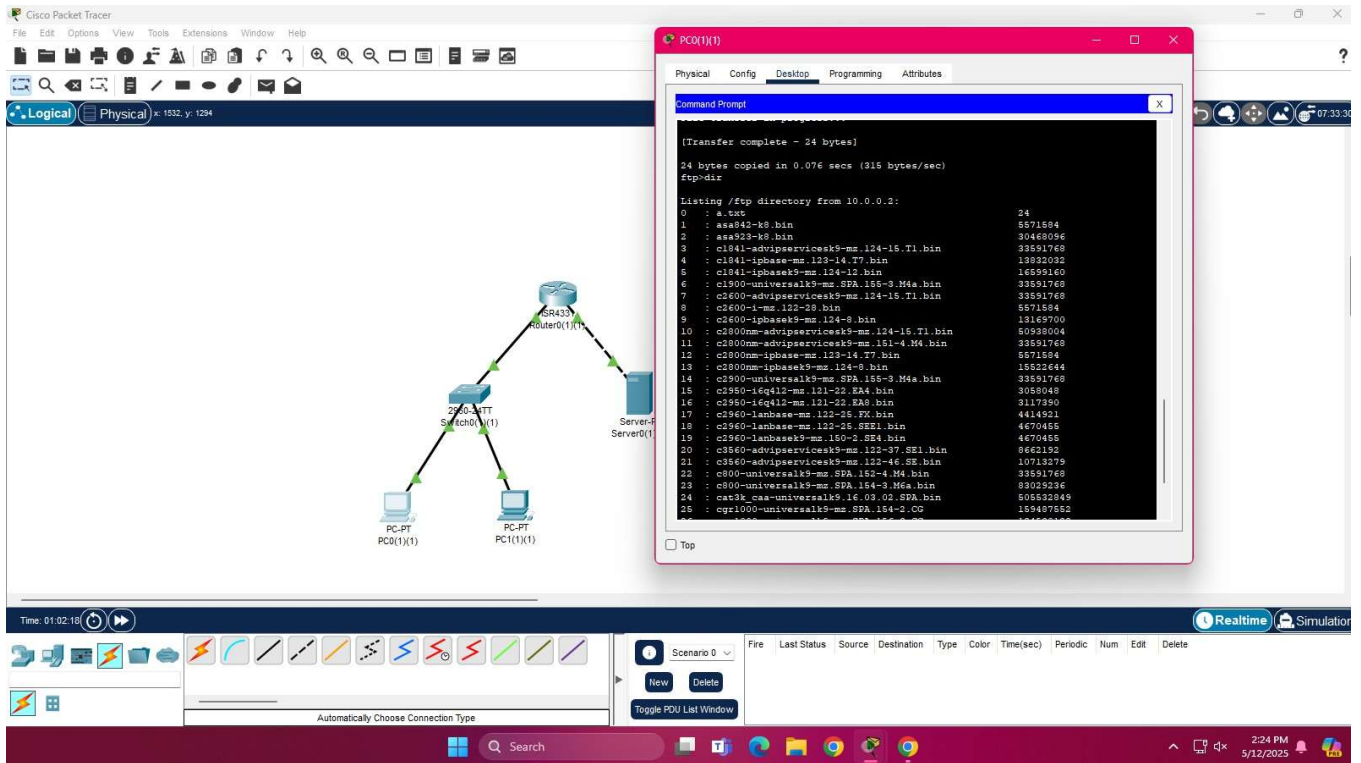 Cisco Packet Tracer
File Edit Options View Tools Extensions Window Help
?
Logical Physical x: 1532, y: 1294
07:33:30
ISR4331
Router0(1)(1)
2960-24TT
Switch0(1)(1)
Server-P
Server0(1)
PC-PT
PC0(1)(1)
PC-PT
PC1(1)(1)
PC0(1)(1)
Physical Config Desktop Programming Attributes
Command Prompt X
[Transfer complete - 24 bytes]
24 bytes copied in 0.076 secs (315 bytes/sec)
ftp>dir
Listing /ftp directory from 10.0.0.2:
0 : a.txt 24
1 : asa842-k8.bin 5571584
2 : asa923-k8.bin 30468096
3 : c1841-advipservicesk9-mz.124-15.T1.bin 33591768
4 : c1841-ipbase-mz.123-14.T7.bin 13832032
5 : c1841-ipbasek9-mz.124-12.bin 16599160
6 : c1900-universalk9-mz.SPA.155-3.M4a.bin 33591768
7 : c2600-advipservicesk9-mz.124-15.T1.bin 33591768
8 : c2600-i-mz.122-28.bin 5571584
9 : c2600-ipbasek9-mz.124-8.bin 13169700
10 : c2800nm-advipservicesk9-mz.124-15.T1.bin 50938004
11 : c2800nm-advipservicesk9-mz.151-4.M4.bin 33591768
12 : c2800nm-ipbase-mz.123-14.T7.bin 5571584
13 : c2800nm-ipbasek9-mz.124-8.bin 15522644
14 : c2900-universalk9-mz.SPA.155-3.M4a.bin 33591768
15 : c2950-i6q4l2-mz.121-22.EA4.bin 3058048
16 : c2950-i6q4l2-mz.121-22.EA8.bin 3117390
17 : c2960-lanbase-mz.122-25.FX.bin 4414921
18 : c2960-lanbase-mz.122-25.SEE1.bin 4670455
19 : c2960-lanbasek9-mz.150-2.SE4.bin 4670455
20 : c3560-advipservicesk9-mz.122-37.SE1.bin 8662192
21 : c3560-advipservicesk9-mz.122-46.SE.bin 10713279
22 : c800-universalk9-mz.SPA.152-4.M4.bin 33591768
23 : c800-universalk9-mz.SPA.154-3.M6a.bin 83029236
24 : cat3k_caa-universalk9.16.03.02.SPA.bin 505532849
25 : cgr1000-universalk9-mz.SPA.154-2.CG 159487552
Top
Time: 01:02:18
Realtime Simulation
Scenario 0
New Delete
Toggle PDU List Window
Fire Last Status Source Destination Type Color Time(sec) Periodic Num Edit Delete
Automatically Choose Connection Type
Search
2:24 PM
5/12/2025